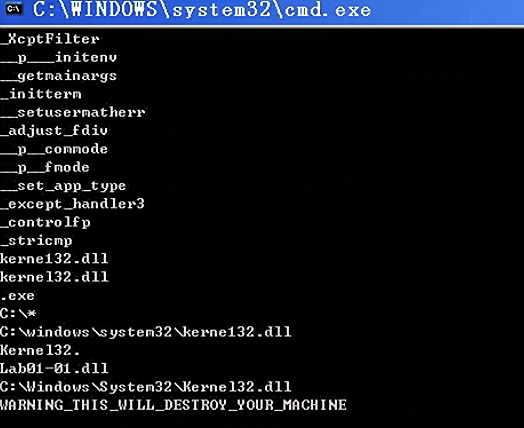 C:\WINDOWS\system32\cmd.exe
_XcptFilter
__p___initenv
__getmainargs
_initterm
__setusermatherr
_adjust_fdiv
__p__commode
__p__fmode
__set_app_type
_except_handler3
_controlfp
_stricmp
kerne132.dll
kernel32.dll
.exe
C:\*
C:\windows\system32\kerne132.dll
Kernel32.
Lab01-01.dll
C:\Windows\System32\Kernel32.dll
WARNING_THIS_WILL_DESTROY_YOUR_MACHINE